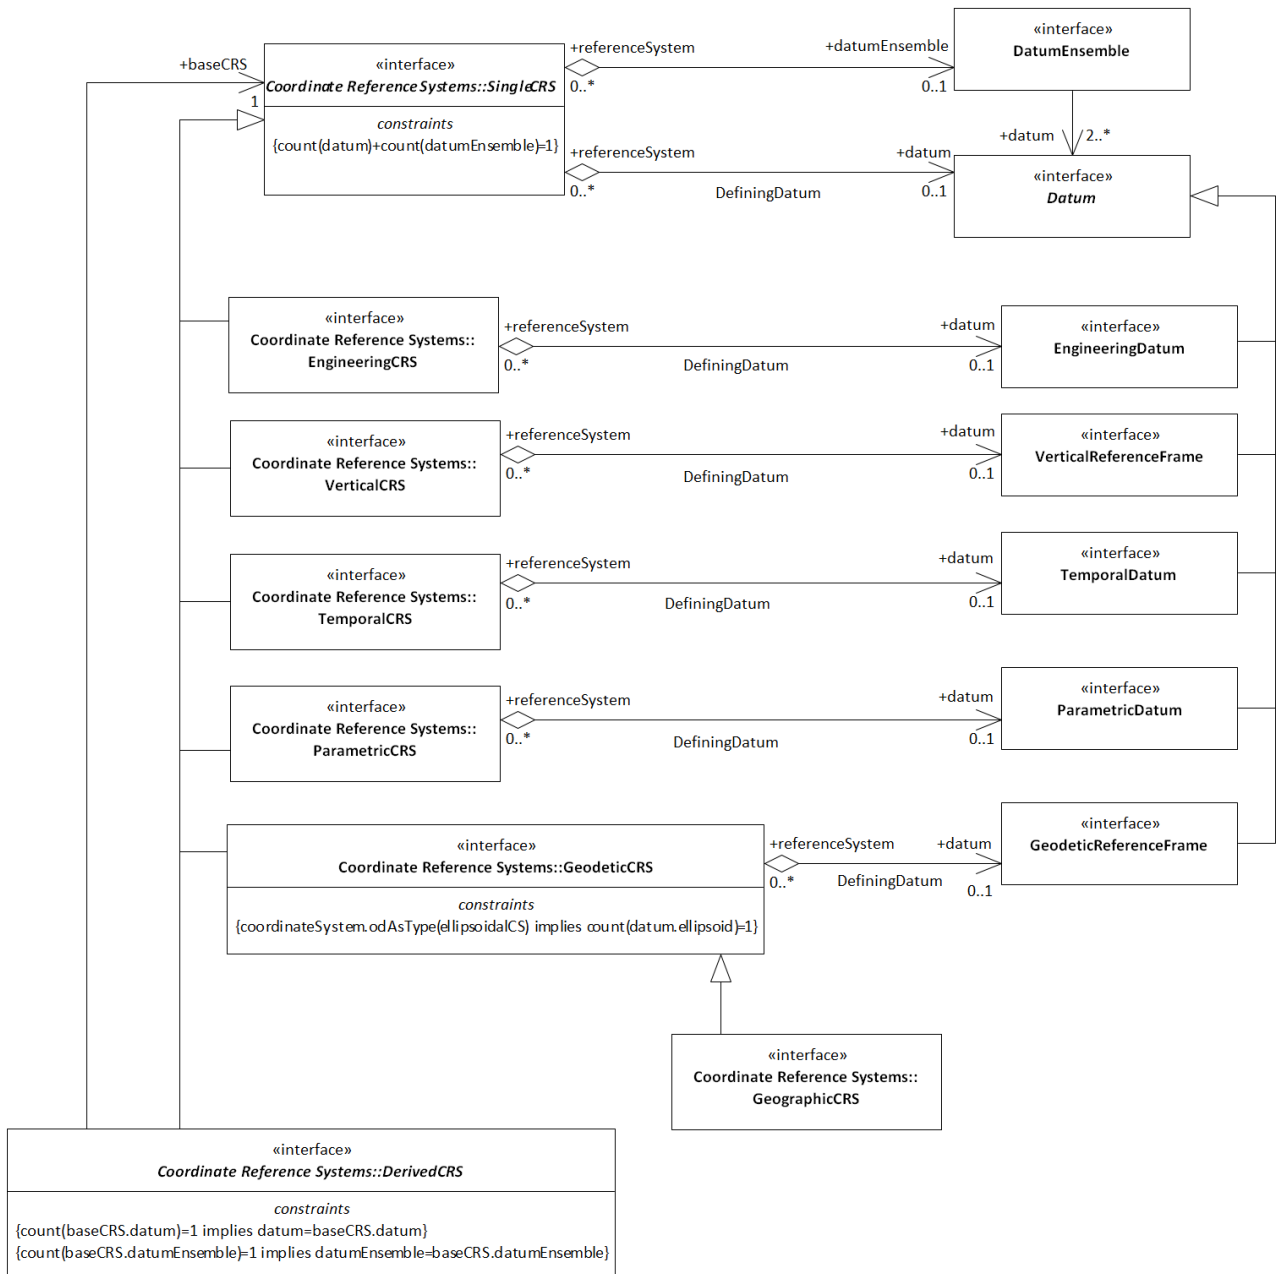 «interface»
Coordinate Reference Systems::SingleCRS
constraints
{count(datum)+count(datumEnsemble)=1}
+baseCRS
1
+referenceSystem
0..*
+datumEnsemble
0..1
«interface»
DatumEnsemble
+datum
2..*
+referenceSystem
0..*
DefiningDatum
+datum
0..1
«interface»
Datum
«interface»
Coordinate Reference Systems::
EngineeringCRS
+referenceSystem
0..*
DefiningDatum
+datum
0..1
«interface»
EngineeringDatum
«interface»
Coordinate Reference Systems::
VerticalCRS
+referenceSystem
0..*
DefiningDatum
+datum
0..1
«interface»
VerticalReferenceFrame
«interface»
Coordinate Reference Systems::
TemporalCRS
+referenceSystem
0..*
DefiningDatum
+datum
0..1
«interface»
TemporalDatum
«interface»
Coordinate Reference Systems::
ParametricCRS
+referenceSystem
0..*
DefiningDatum
+datum
0..1
«interface»
ParametricDatum
«interface»
Coordinate Reference Systems::GeodeticCRS
constraints
{coordinateSystem.odAsType(ellipsoidalCS) implies count(datum.ellipsoid)=1}
+referenceSystem
0..*
DefiningDatum
+datum
0..1
«interface»
GeodeticReferenceFrame
«interface»
Coordinate Reference Systems::
GeographicCRS
«interface»
Coordinate Reference Systems::DerivedCRS
constraints
{count(baseCRS.datum)=1 implies datum=baseCRS.datum}
{count(baseCRS.datumEnsemble)=1 implies datumEnsemble=baseCRS.datumEnsemble}